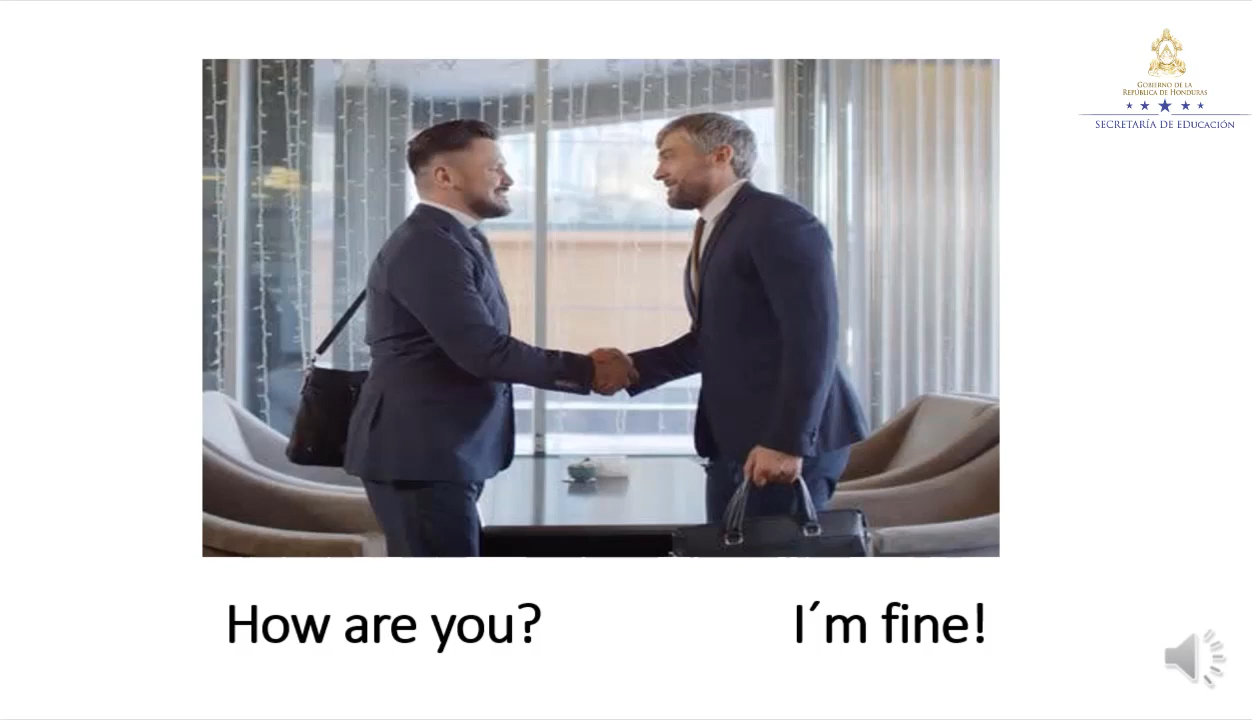 GOBIERNO DE LA
REPÚBLICA DE HONDURAS
SECRETARÍA DE EDUCACIÓN
How are you?
I´m fine!